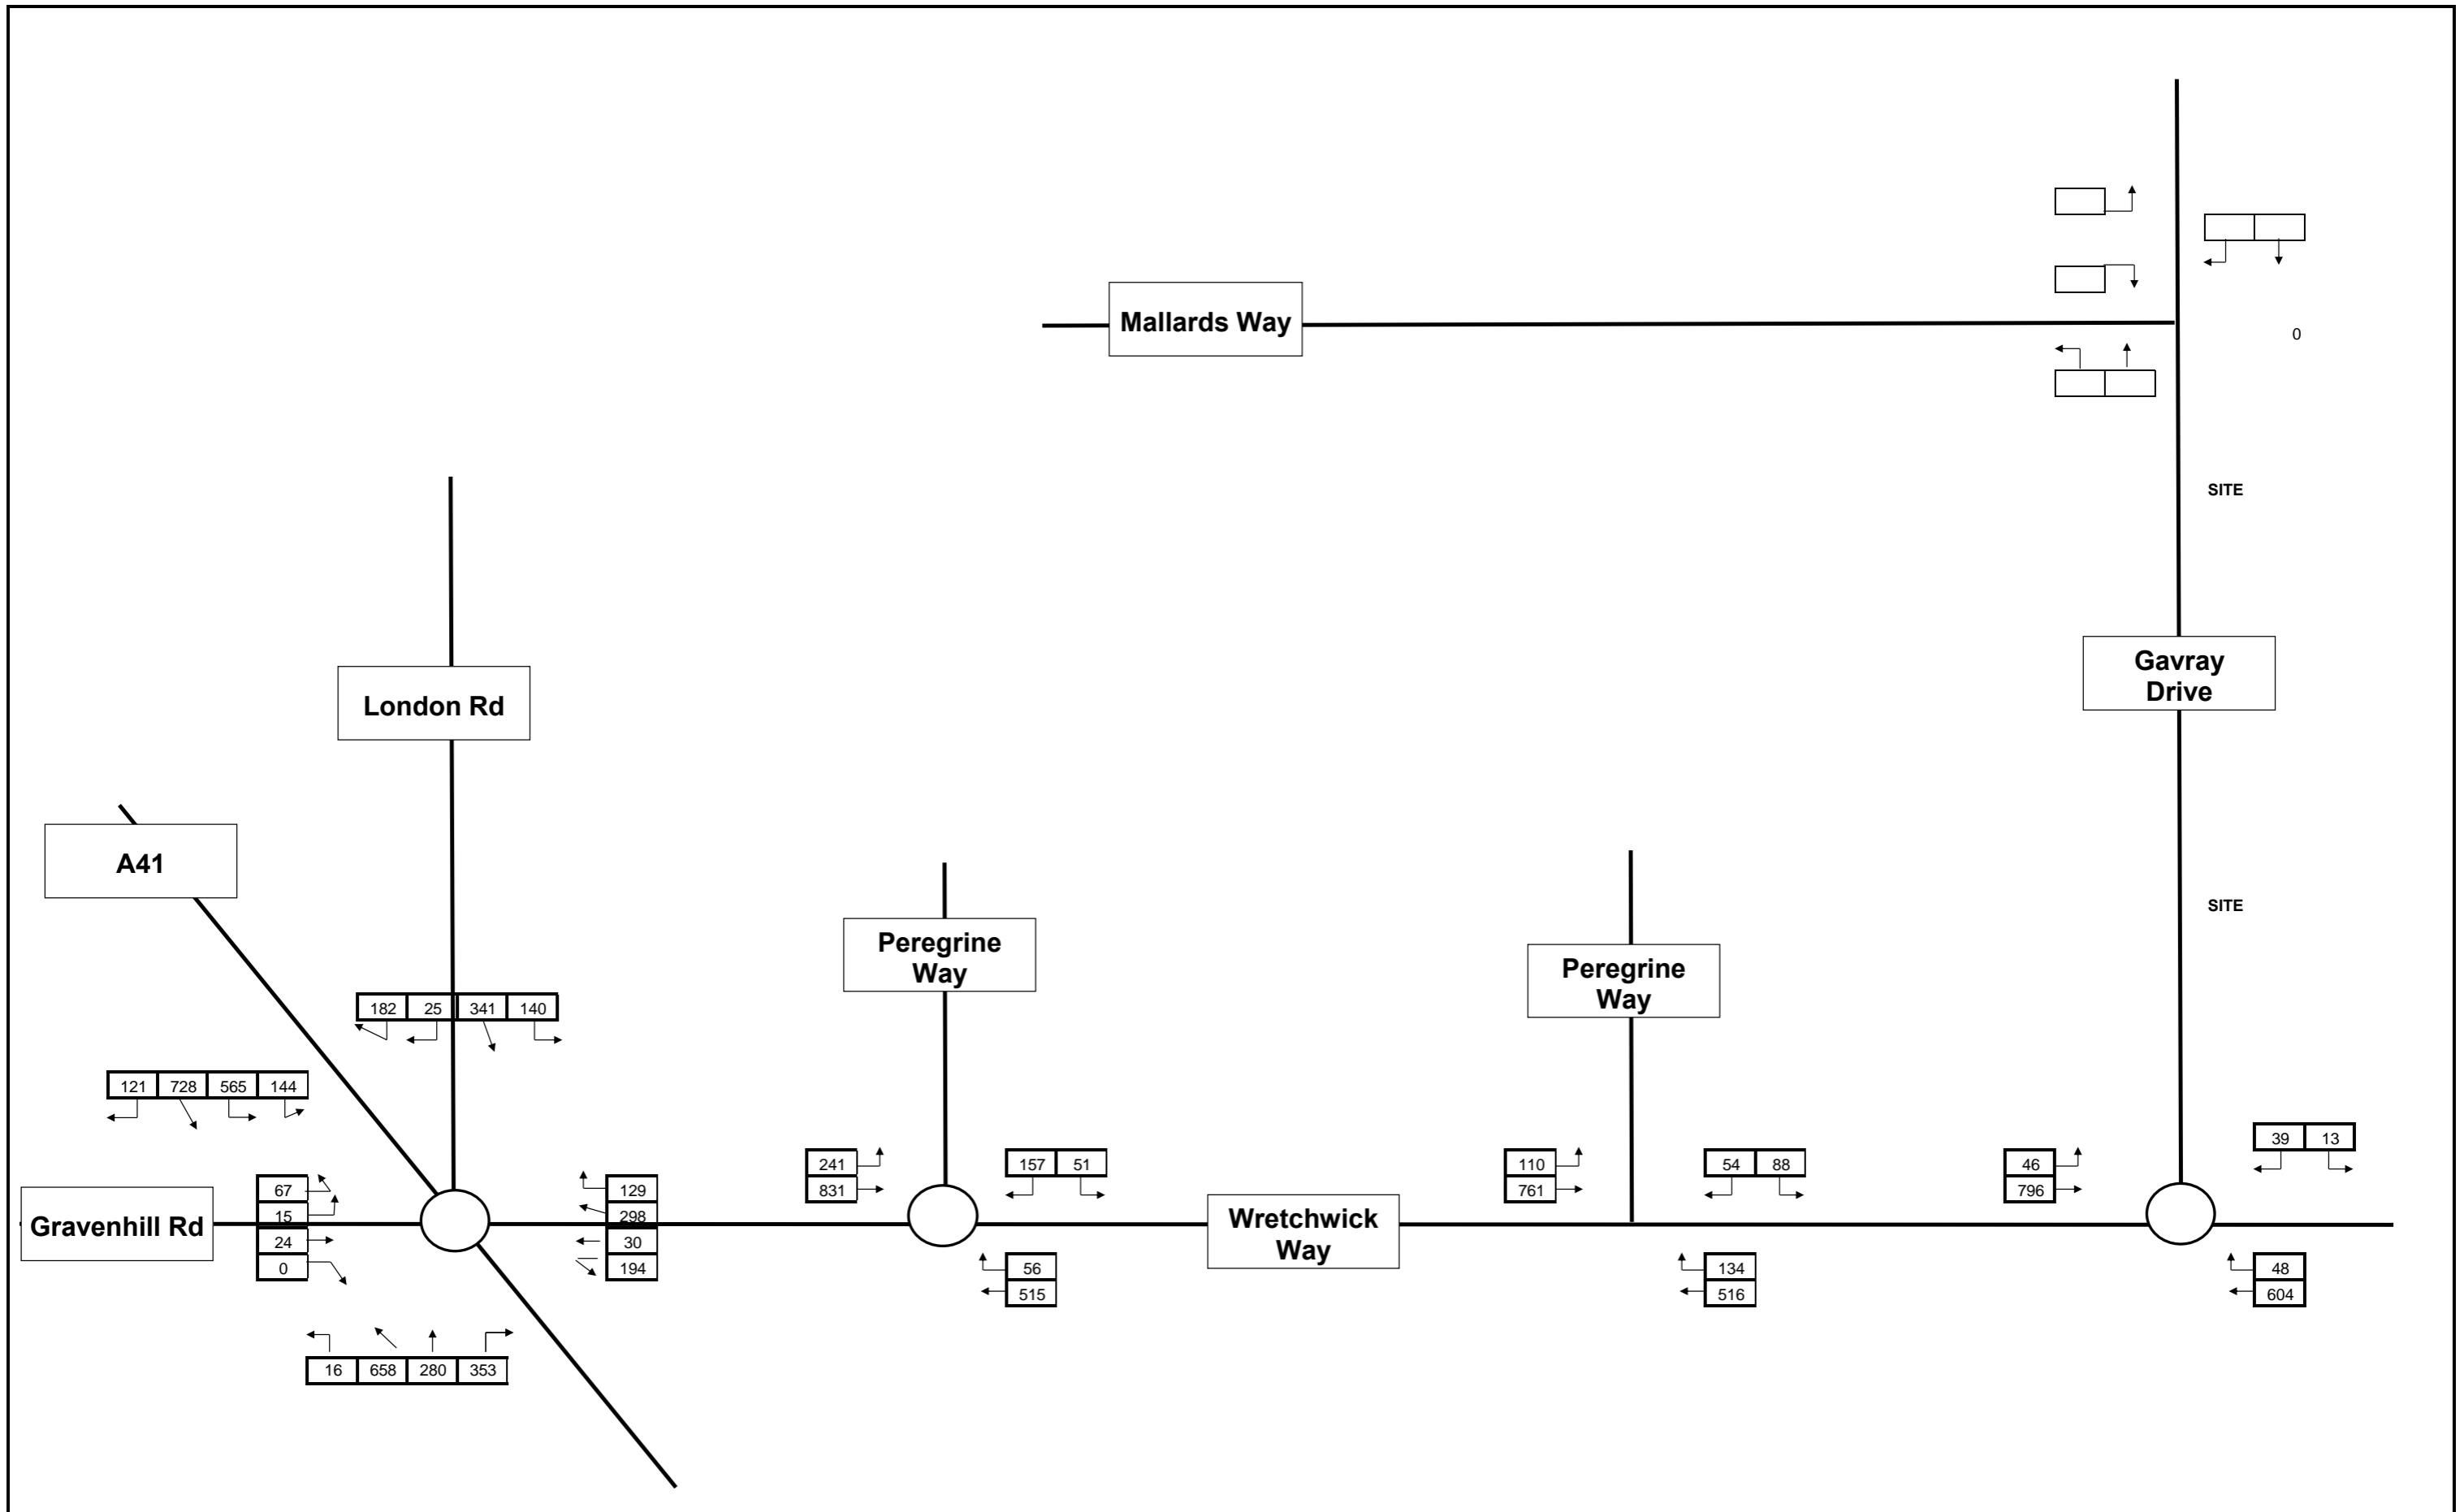 Mallards Way
0
SITE
London Rd
Gavray
Drive
A41
SITE
Peregrine
Way
Peregrine
Way
182 25 341 140
121 728 565 144
39 13
241
831
157 51
110
761
54 88
46
796
Gravenhill Rd
67
15
24
0
129
298
30
194
Wretchwick
Way
56
515
134
516
48
604
16 658 280 353